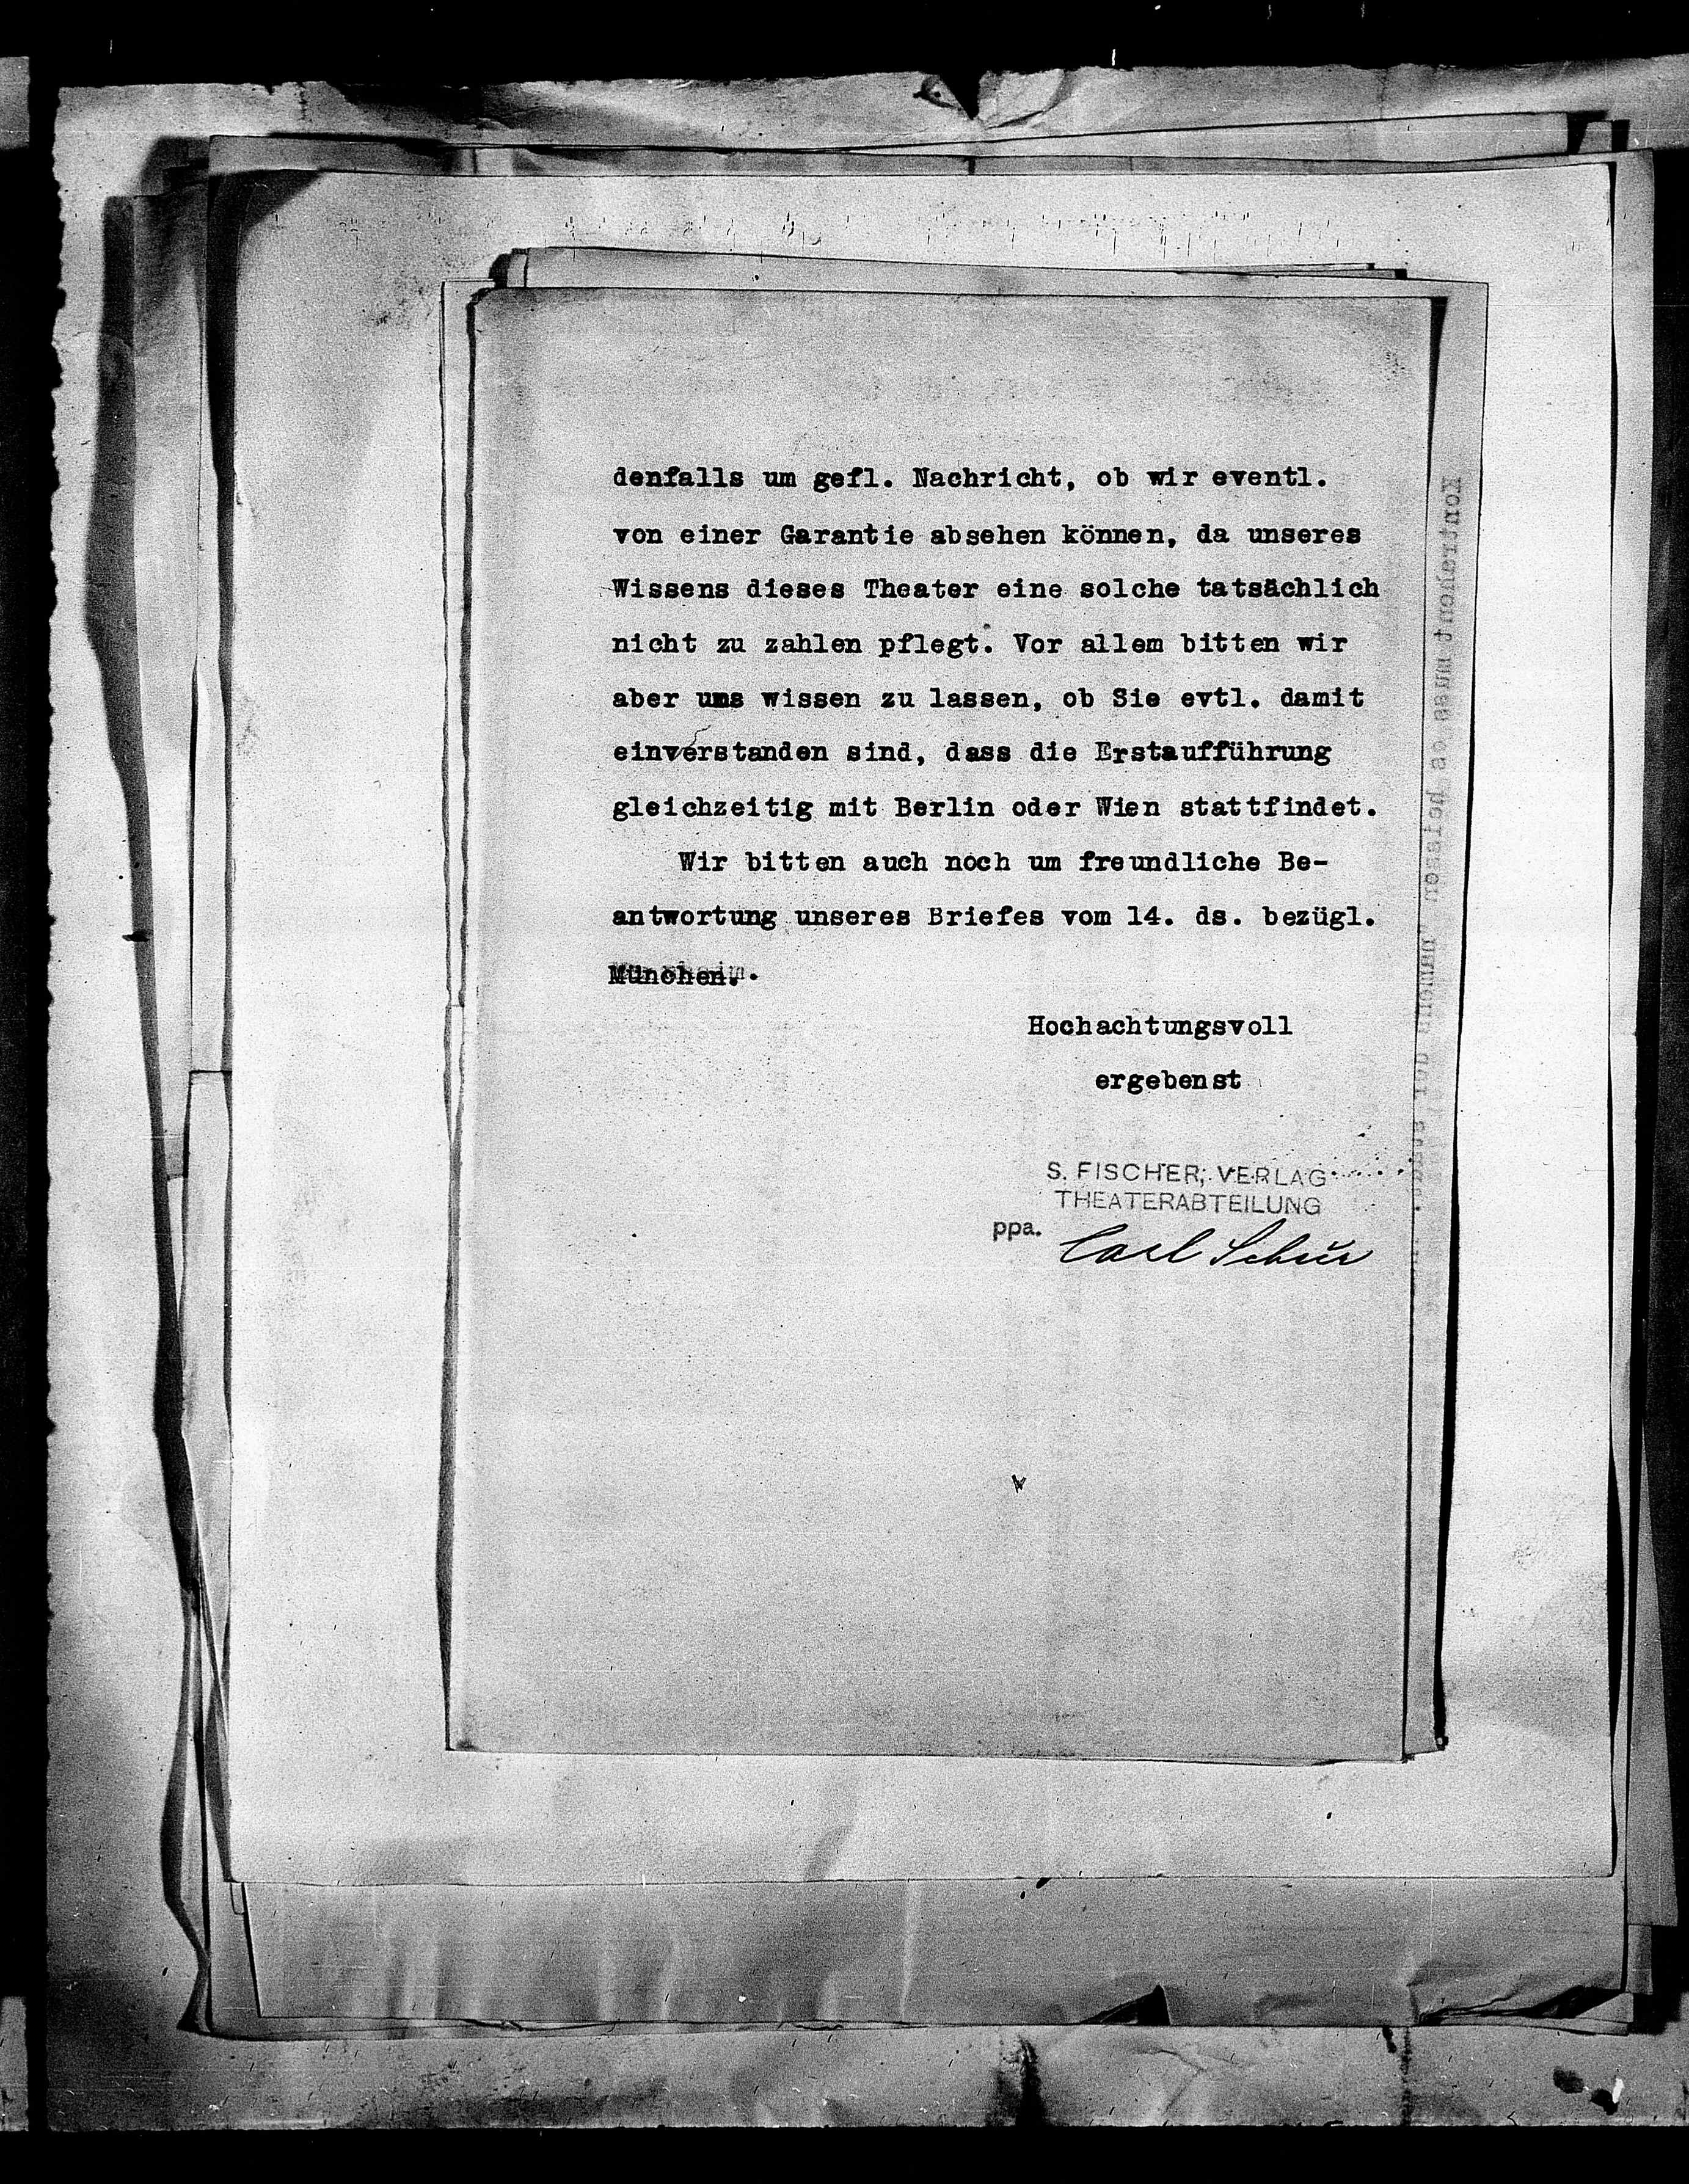 denfalls um gefl. Nachricht, ob wir eventl.
von einer Garantie absehen können, da unseres
Wissens dieses Theater eine solche tatsächlich
nicht zu zahlen pflegt. Vor allem bitten wir
aber uns wissen zu lassen, ob Sie evtl. damit
einverstanden sind, dass die Erstaufführung
gleichzeitig mit Berlin oder Wien stattfindet.
Wir bitten auch noch um freundliche Be-
antwortung unseres Briefes vom 14. ds. bezügl.
München.
Hochachtungsvoll
ergebenst
S. FISCHER, VERLAG
THEATERABTEILUNG
ppa. Carl